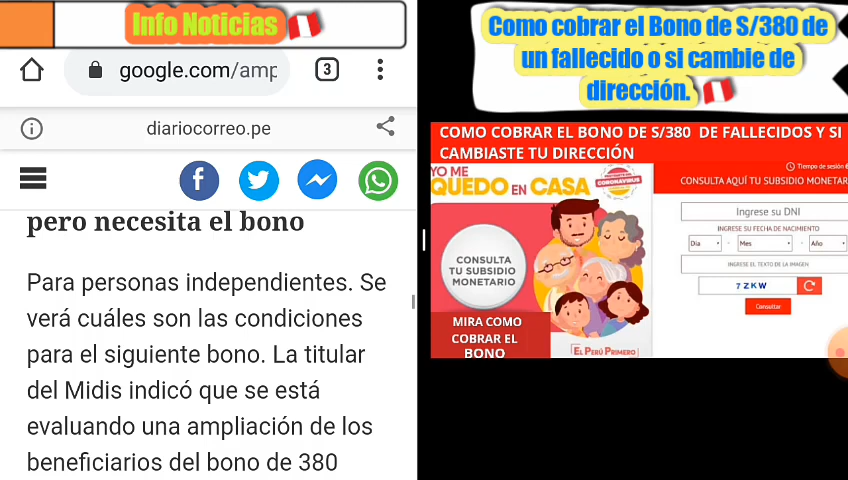 Info Noticias
google.com/amp
3
diariocorreo.pe
pero necesita el bono
Para personas independientes. Se
verá cuáles son las condiciones
para el siguiente bono. La titular
del Midis indicó que se está
evaluando una ampliación de los
beneficiarios del bono de 380
Como cobrar el Bono de S/380 de
un fallecido o si cambie de
dirección.
COMO COBRAR EL BONO DE S/380 DE FALLECIDOS Y SI
CAMBIASTE TU DIRECCIÓN
YO ME
QUEDO EN CASA
CORONAVIRUS
CONSULTA
TU SUBSIDIO
MONETARIO
MIRA COMO
COBRAR EL
BONO
EL PERÚ PRIMERO
Tiempo de sesión
CONSULTA AQUÍ TU SUBSIDIO MONETAR
Ingrese su DNI
INGRESE SU FECHA DE NACIMIENTO
Dia
Mes
Año
INGRESE EL TEXTO DE LA IMAGEN
7ZKW
Consultar